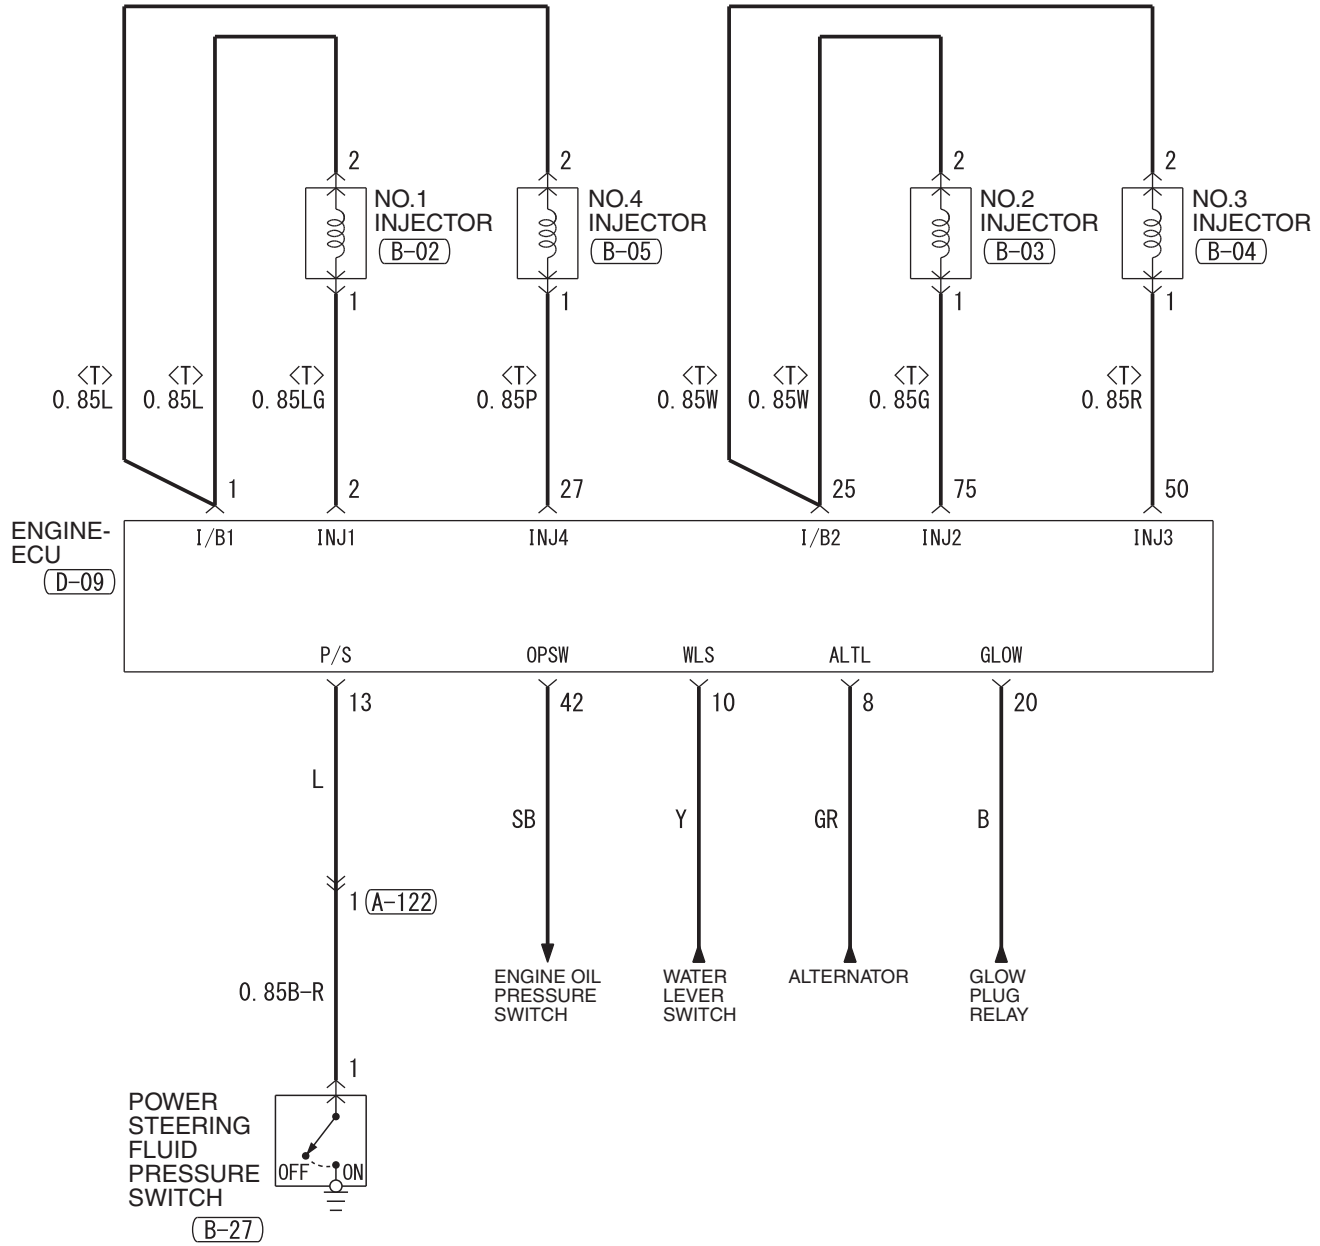 2
2
2
2
NO.1
INJECTOR
B-02
NO.4
INJECTOR
B-05
NO.2
INJECTOR
B-03
NO.3
INJECTOR
B-04
1
1
1
1
<T>
0.85L
<T>
0.85L
<T>
0.85LG
<T>
0.85P
<T>
0.85W
<T>
0.85W
<T>
0.85G
<T>
0.85R
1
2
27
25
75
50
ENGINE-
ECU
D-09
I/B1
INJ1
INJ4
I/B2
INJ2
INJ3
P/S
OPSW
WLS
ALTL
GLOW
13
42
10
8
20
L
SB
Y
GR
B
1
A-122
0.85B-R
ENGINE OIL
PRESSURE
SWITCH
WATER
LEVER
SWITCH
ALTERNATOR
GLOW
PLUG
RELAY
1
POWER
STEERING
FLUID
PRESSURE
SWITCH
B-27
OFF
ON